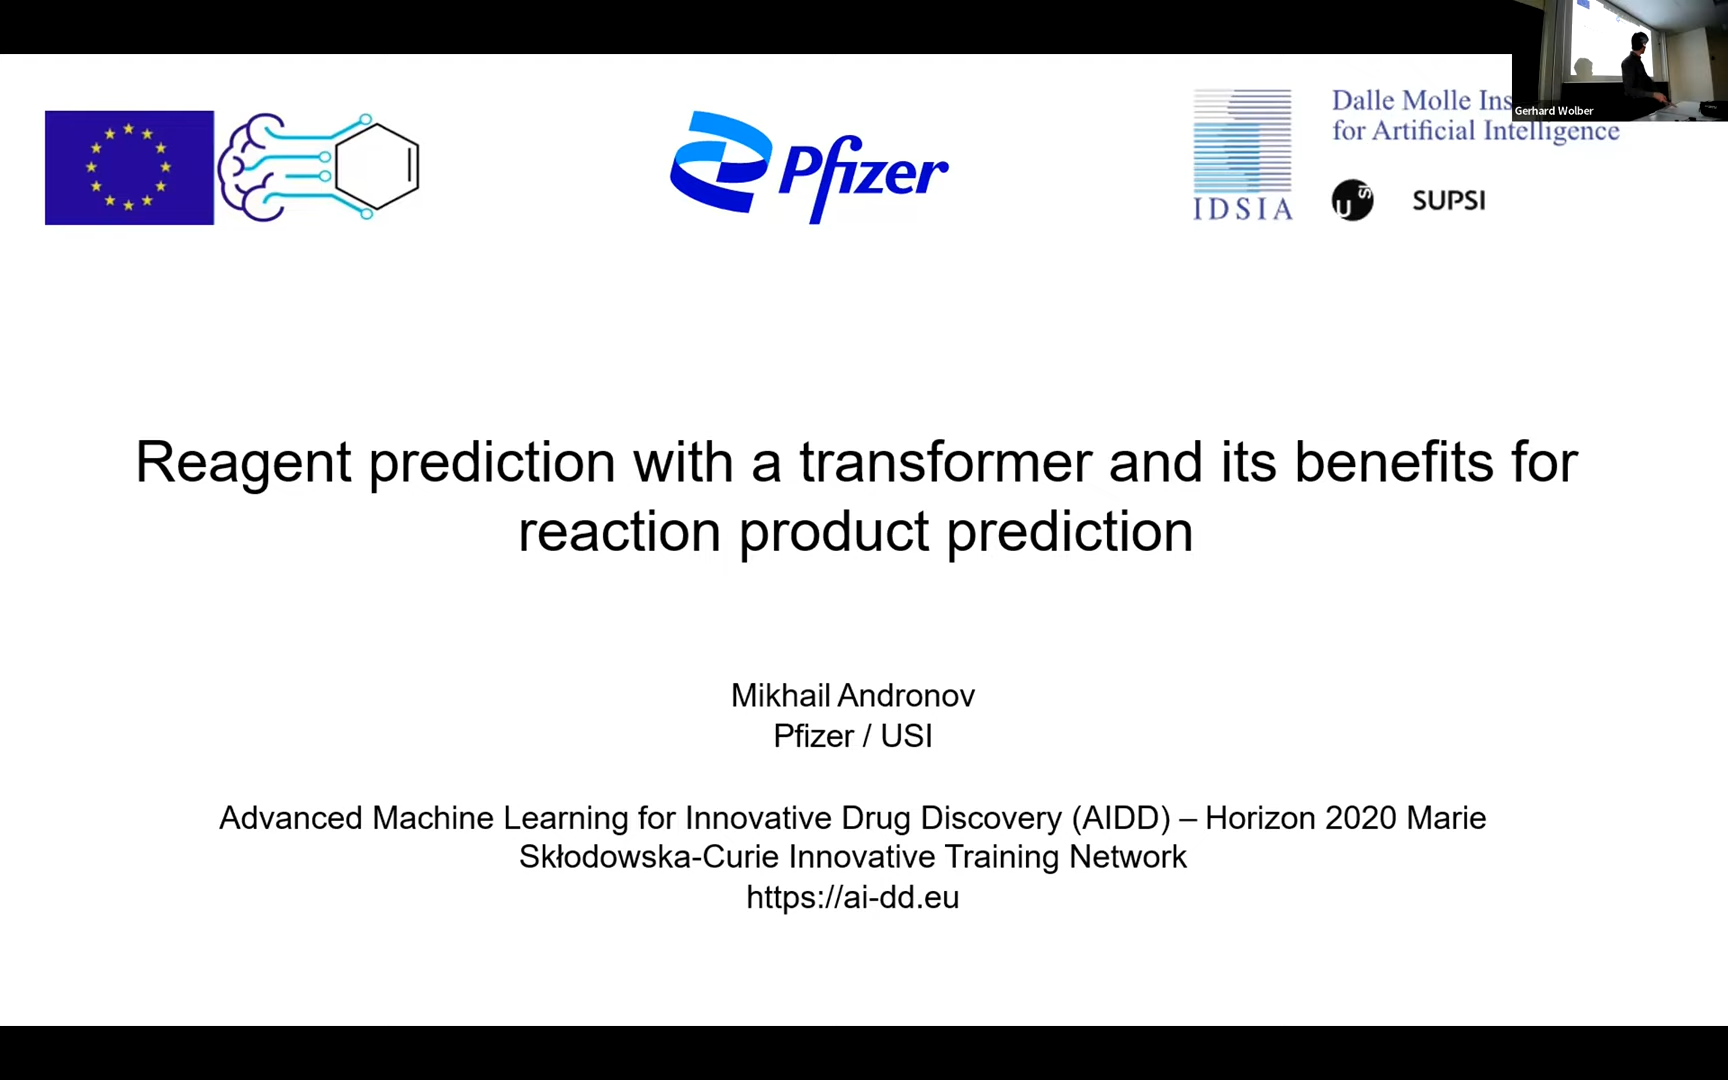 Dalle Molle Ins
for Artificial Intelligence
Gerhard Wolber
Pfizer
IDSIA
USI
SUPSI
Reagent prediction with a transformer and its benefits for
reaction product prediction
Mikhail Andronov
Pfizer / USI
Advanced Machine Learning for Innovative Drug Discovery (AIDD) – Horizon 2020 Marie
Skłodowska-Curie Innovative Training Network
https://ai-dd.eu